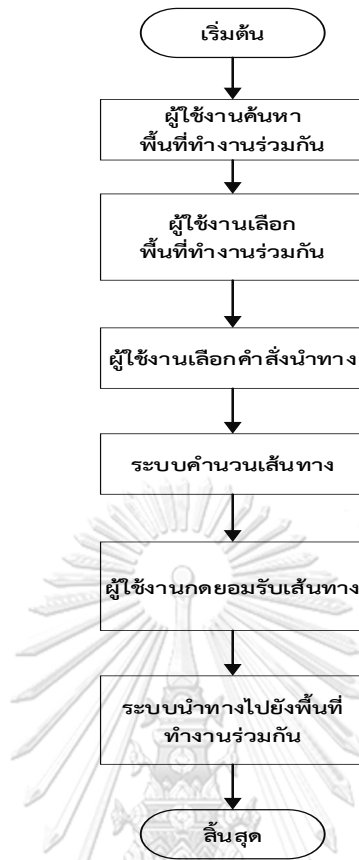 เริ่มต้น
ผู้ใช้งานค้นหา
พื้นที่ทำงานร่วมกัน
ผู้ใช้งานเลือก
พื้นที่ทำงานร่วมกัน
ผู้ใช้งานเลือกคำสั่งนำทาง
ระบบคำนวนเส้นทาง
ผู้ใช้งานกดยอมรับเส้นทาง
ระบบนำทางไปยังพื้นที่
ทำงานร่วมกัน
สิ้นสุด